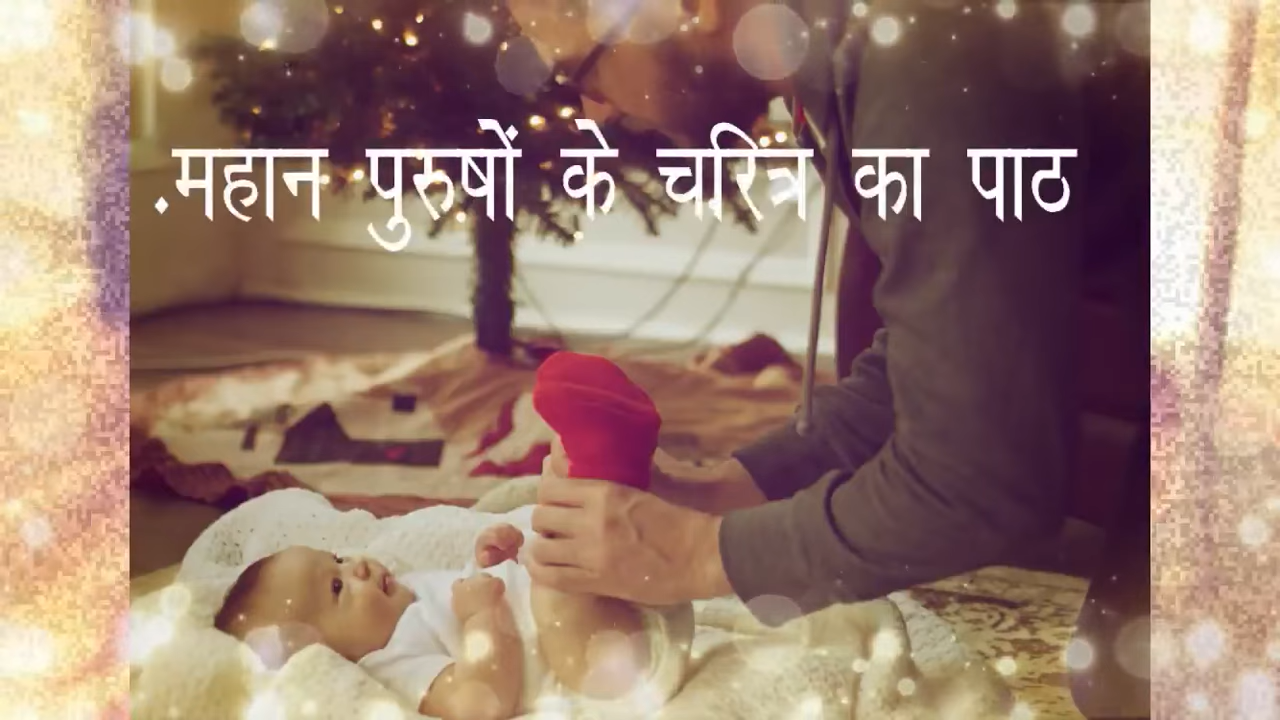 .महान पुरुषों के चरित्र का पाठ